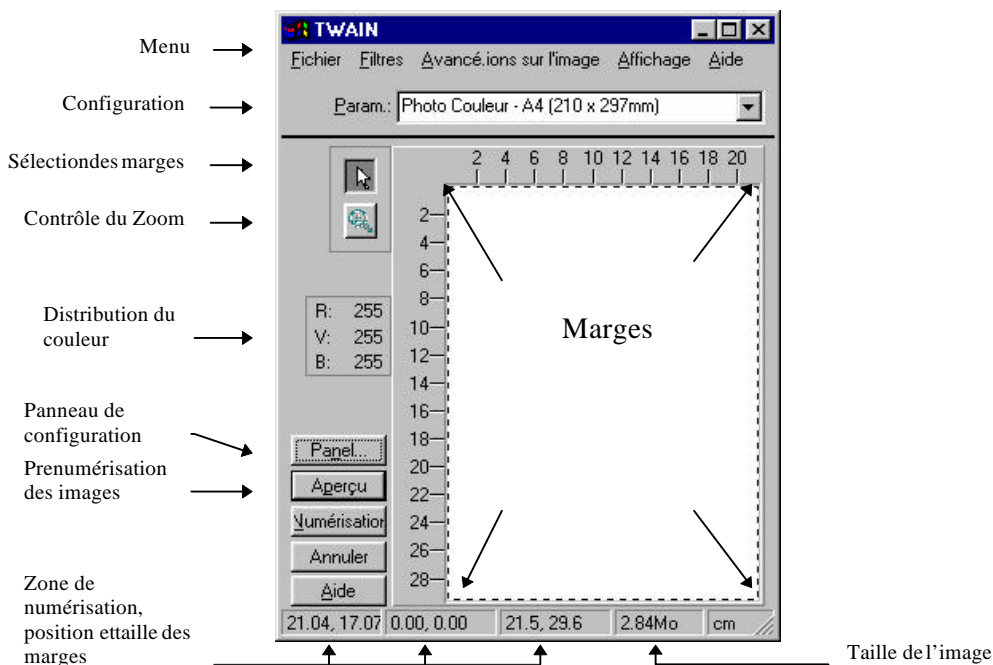 TWAIN
Menu
Fichier Filtres Avancé.ions sur l'image Affichage Aide
Configuration
Param.: Photo Couleur - A4 (210 x 297mm)
Sélectiondes marges
2 4 6 8 10 12 14 16 18 20
Contrôle du Zoom
2
4
6
8
10
12
14
16
18
20
22
24
26
28
Distribution du
couleur
R: 255
V: 255
B: 255
Marges
Panneau de
configuration
Panel...
Prenumérisation
des images
Aperçu
Numérisation
Annuler
Aide
Zone de
numérisation,
position ettaille des
marges
21.04, 17.07 0.00, 0.00 21.5, 29.6 2.84Mo cm
Taille de l'image